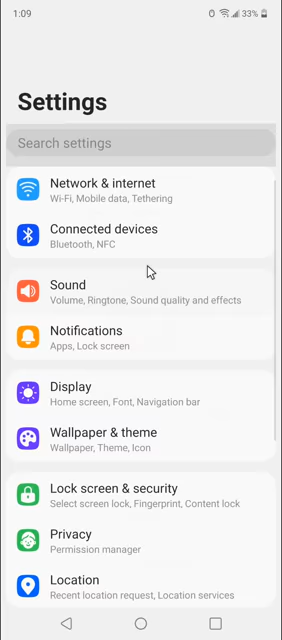 1:09 33%
Settings
Search settings
Network & internet
Wi-Fi, Mobile data, Tethering
Connected devices
Bluetooth, NFC
Sound
Volume, Ringtone, Sound quality and effects
Notifications
Apps, Lock screen
Display
Home screen, Font, Navigation bar
Wallpaper & theme
Wallpaper, Theme, Icon
Lock screen & security
Select screen lock, Fingerprint, Content lock
Privacy
Permission manager
Location
Recent location request, Location services